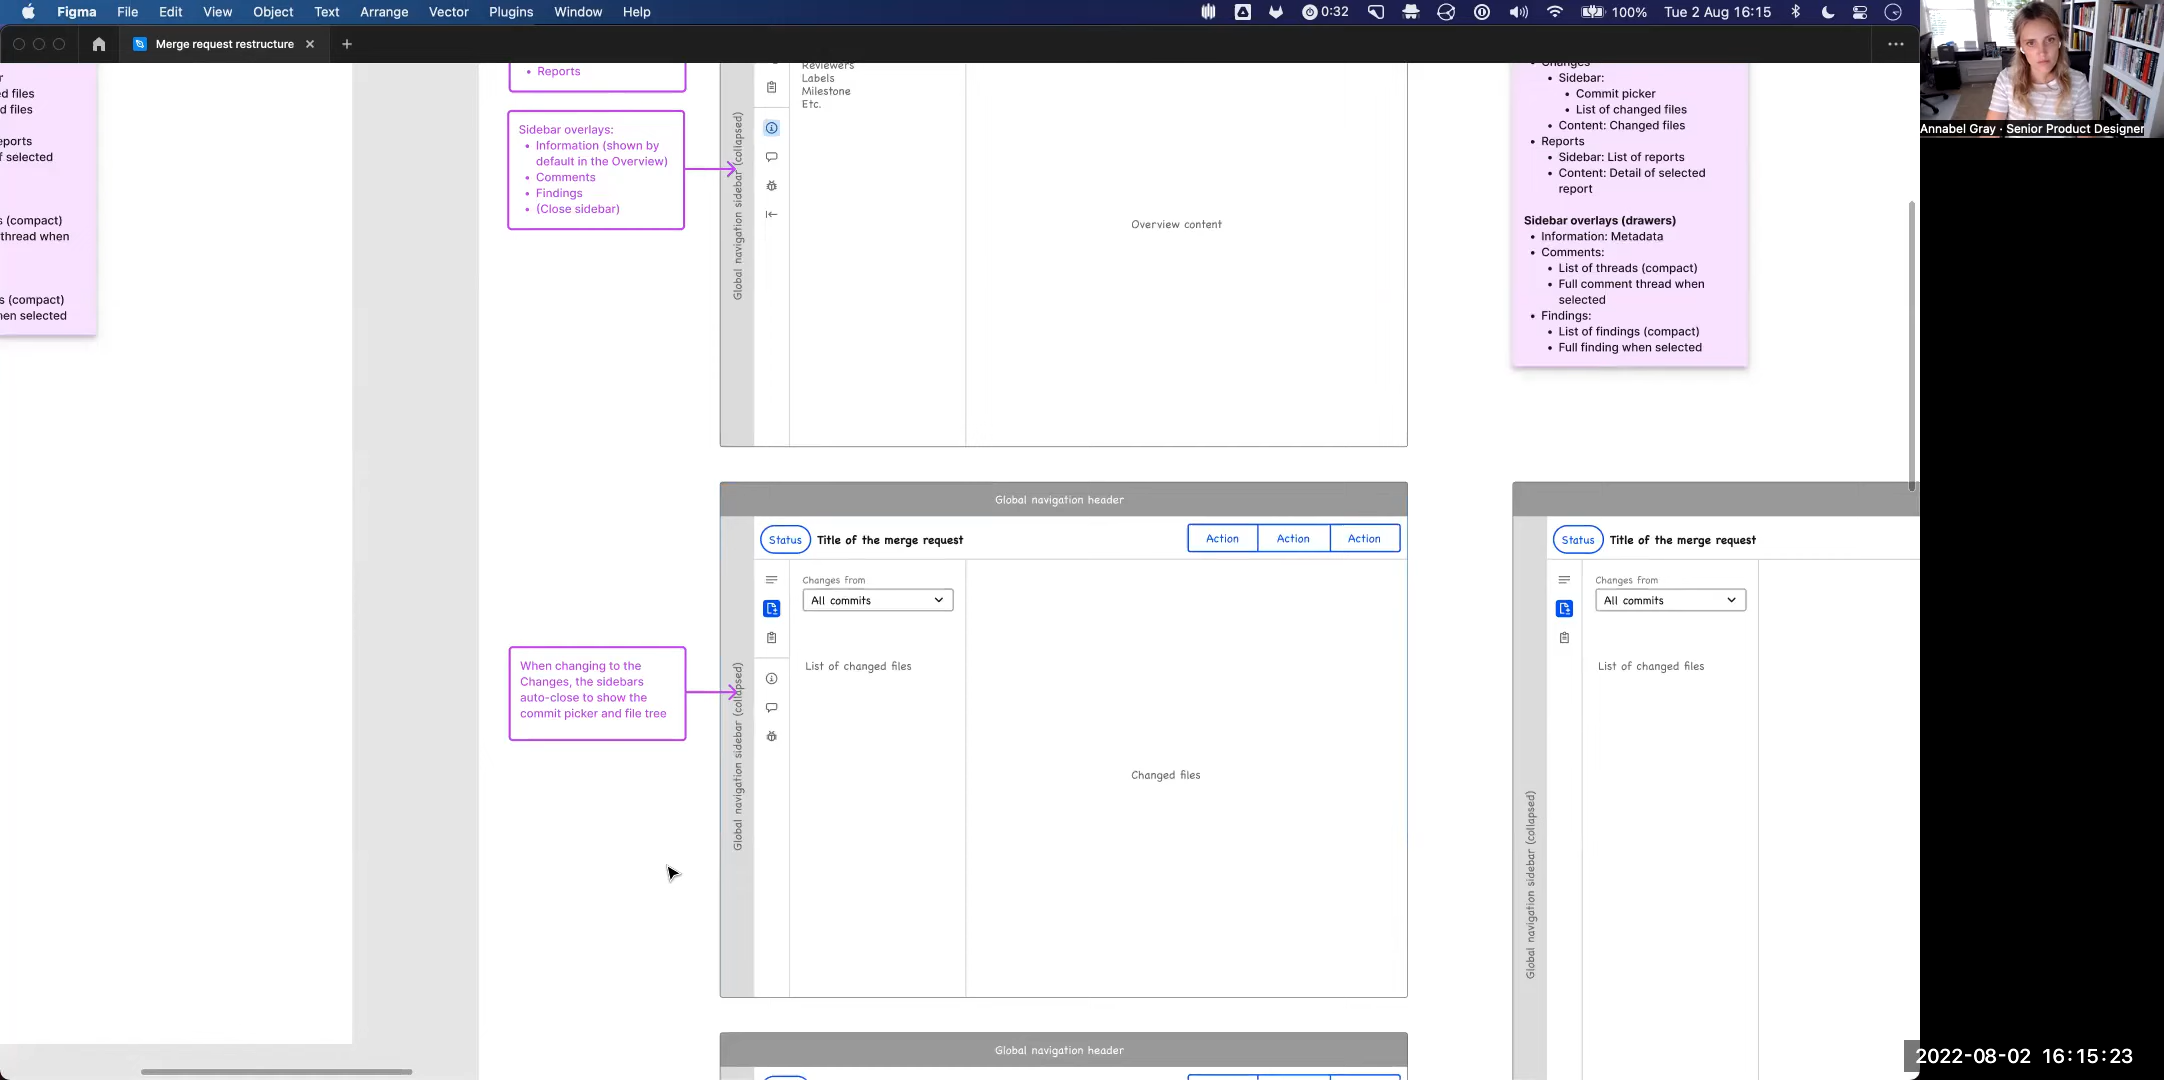 Figma File Edit View Object Text Arrange Vector Plugins Window Help
0:32 100% Tue 2 Aug 16:15
Merge request restructure
d files
d files
eports
f selected
s (compact)
thread when
s (compact)
en selected
Reports
Sidebar overlays:
Information (shown by
default in the Overview)
Comments
Findings
(Close sidebar)
When changing to the
Changes, the sidebars
auto-close to show the
commit picker and file tree
Reviewers
Labels
Milestone
Etc.
Global navigation sidebar (collapsed)
Overview content
Global navigation header
Status
Title of the merge request
Action
Action
Action
Changes from
All commits
List of changed files
Global navigation sidebar (collapsed)
Changed files
Global navigation header
Changes
Sidebar:
Commit picker
List of changed files
Content: Changed files
Reports
Sidebar: List of reports
Content: Detail of selected
report
Sidebar overlays (drawers)
Information: Metadata
Comments:
List of threads (compact)
Full comment thread when
selected
Findings:
List of findings (compact)
Full finding when selected
Status
Title of the merge request
Changes from
All commits
List of changed files
Global navigation sidebar (collapsed)
Annabel Gray · Senior Product Designer
2022-08-02 16:15:23